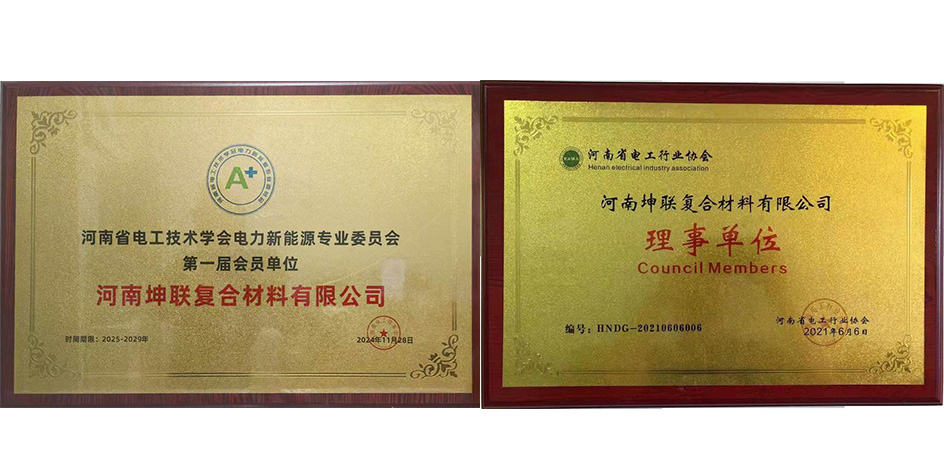 A+
河南省电工技术学会电力新能源专业委员会
第一届会员单位
河南坤联复合材料有限公司
时间期限：2025-2029年
2024年11月28日
河南省电工行业协会
Henan electrical industry association
河南坤联复合材料有限公司
理事单位
Council Members
编号：HNDG-20210606006
河南省电工行业协会
2021年6月6日